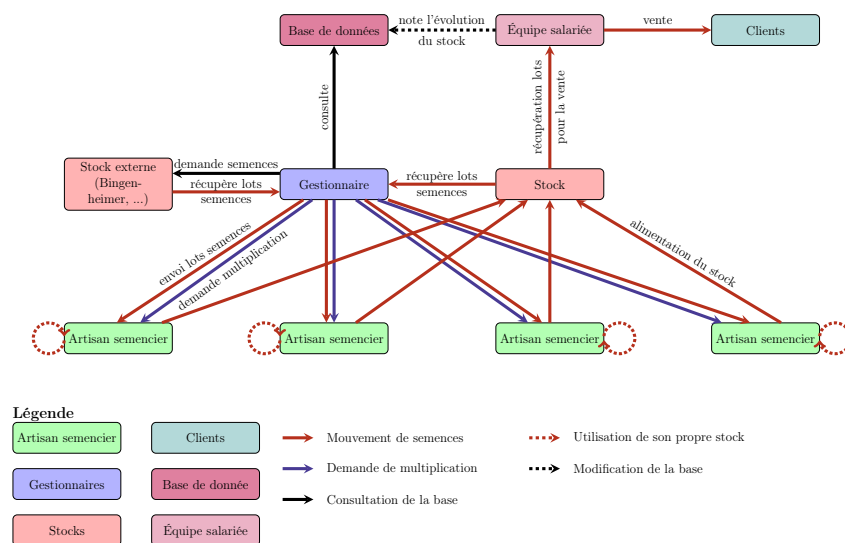 note l'évolution
du stock
Base de données
Équipe salariée
vente
Clients
consulte
récupération lots
pour la vente
Stock externe
(Bingen-
heimer, ...)
demande semences
récupère lots
semences
Gestionnaire
récupère lots
semences
Stock
envoi lots semences
demande multiplication
alimentation du stock
Artisan semencier
Artisan semencier
Artisan semencier
Artisan semencier
Légende
Artisan semencier
Clients
Mouvement de semences
Utilisation de son propre stock
Gestionnaires
Base de donnée
Demande de multiplication
Modification de la base
Consultation de la base
Stocks
Équipe salariée